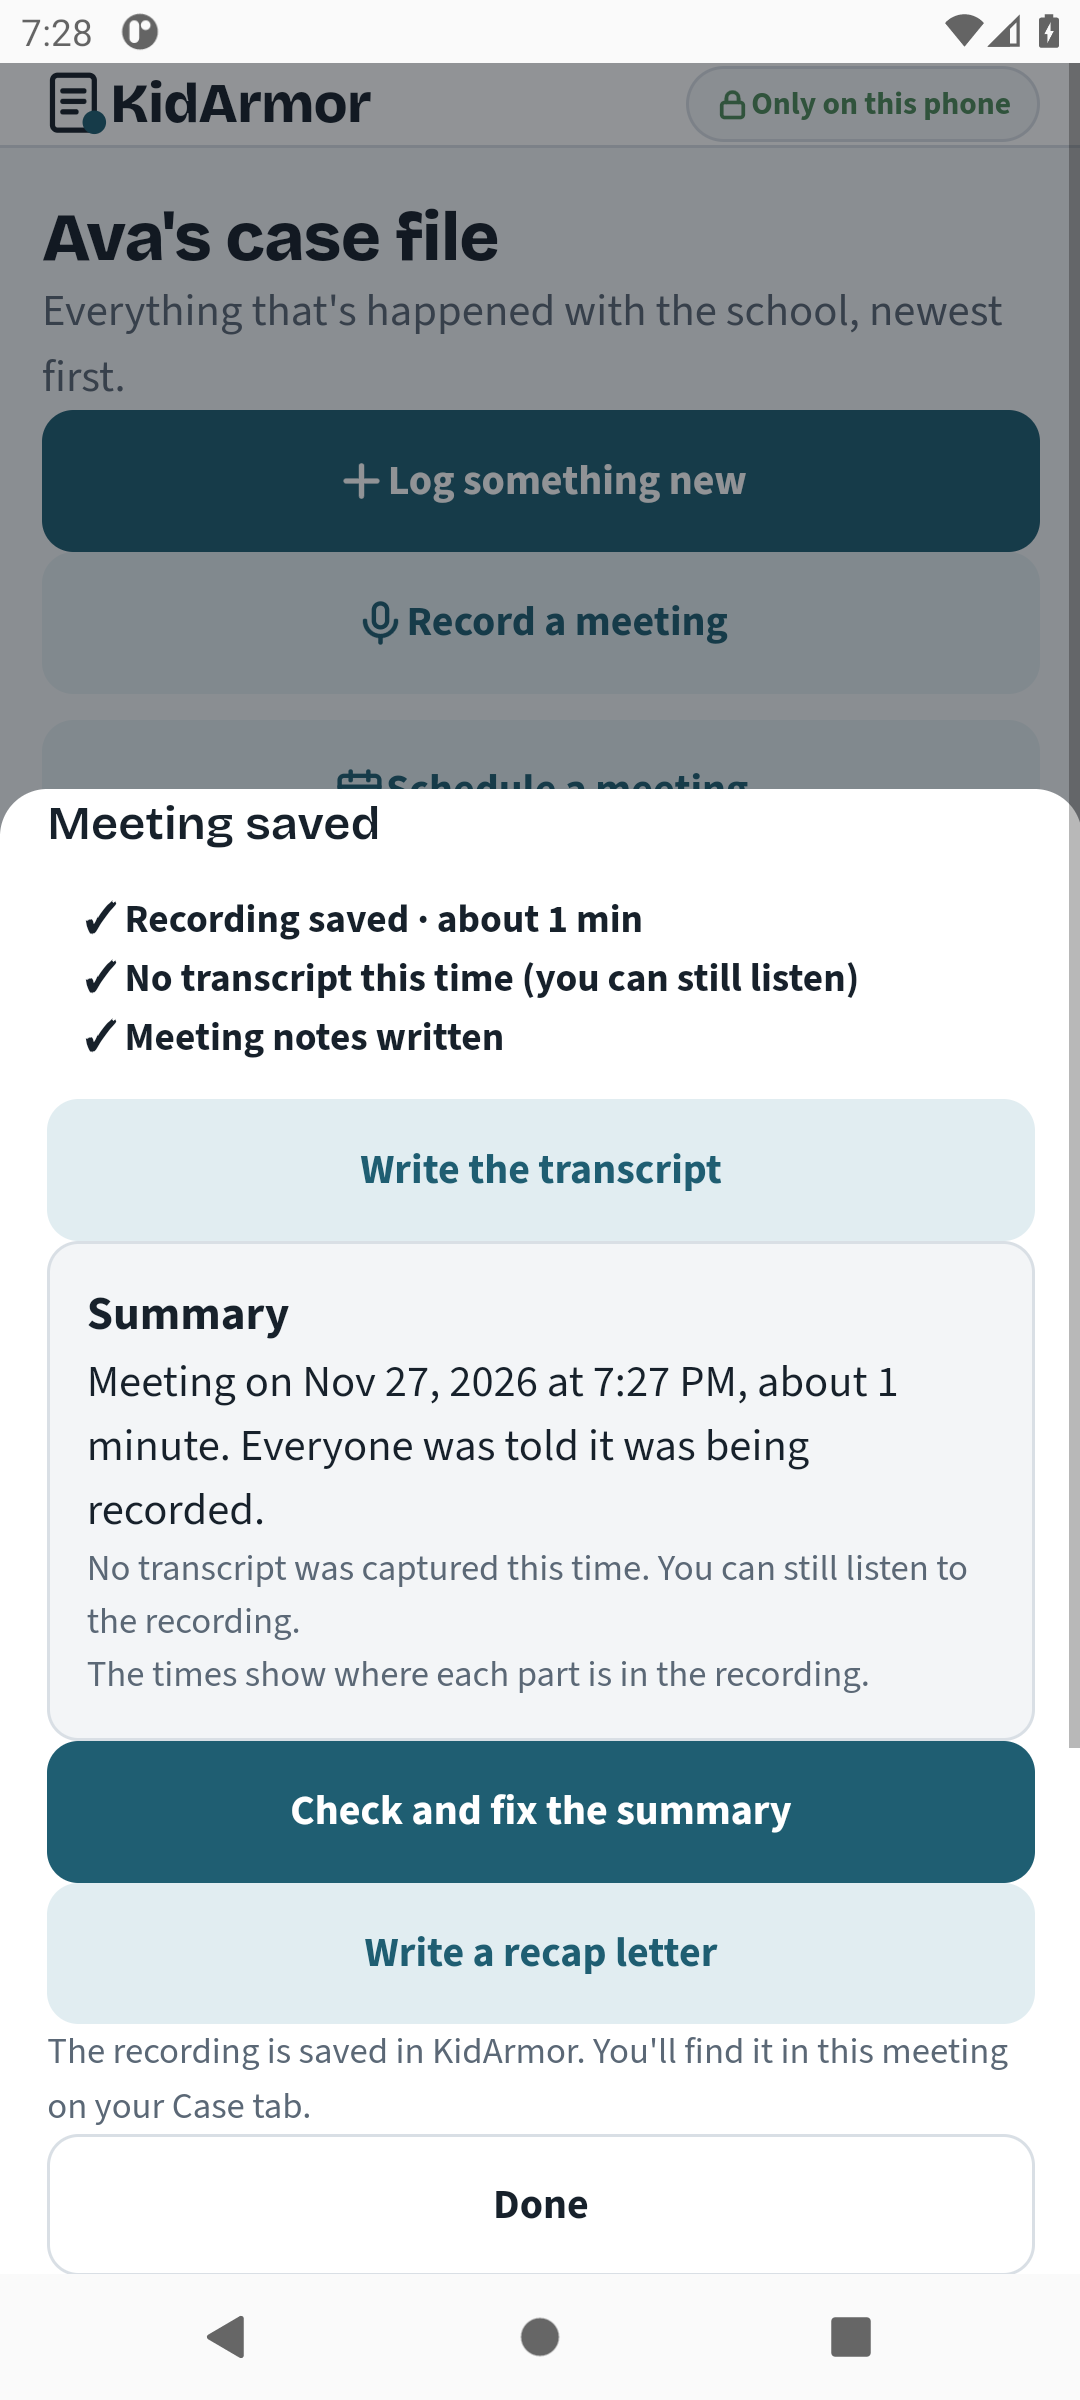 7:28
KidArmor
Only on this phone
Ava's case file
Everything that's happened with the school, newest
first.
Log something new
Record a meeting
Schedule a meeting
Meeting saved
✓ Recording saved · about 1 min
✓ No transcript this time (you can still listen)
✓ Meeting notes written
Write the transcript
Summary
Meeting on Nov 27, 2026 at 7:27 PM, about 1
minute. Everyone was told it was being
recorded.
No transcript was captured this time. You can still listen to
the recording.
The times show where each part is in the recording.
Check and fix the summary
Write a recap letter
The recording is saved in KidArmor. You'll find it in this meeting
on your Case tab.
Done